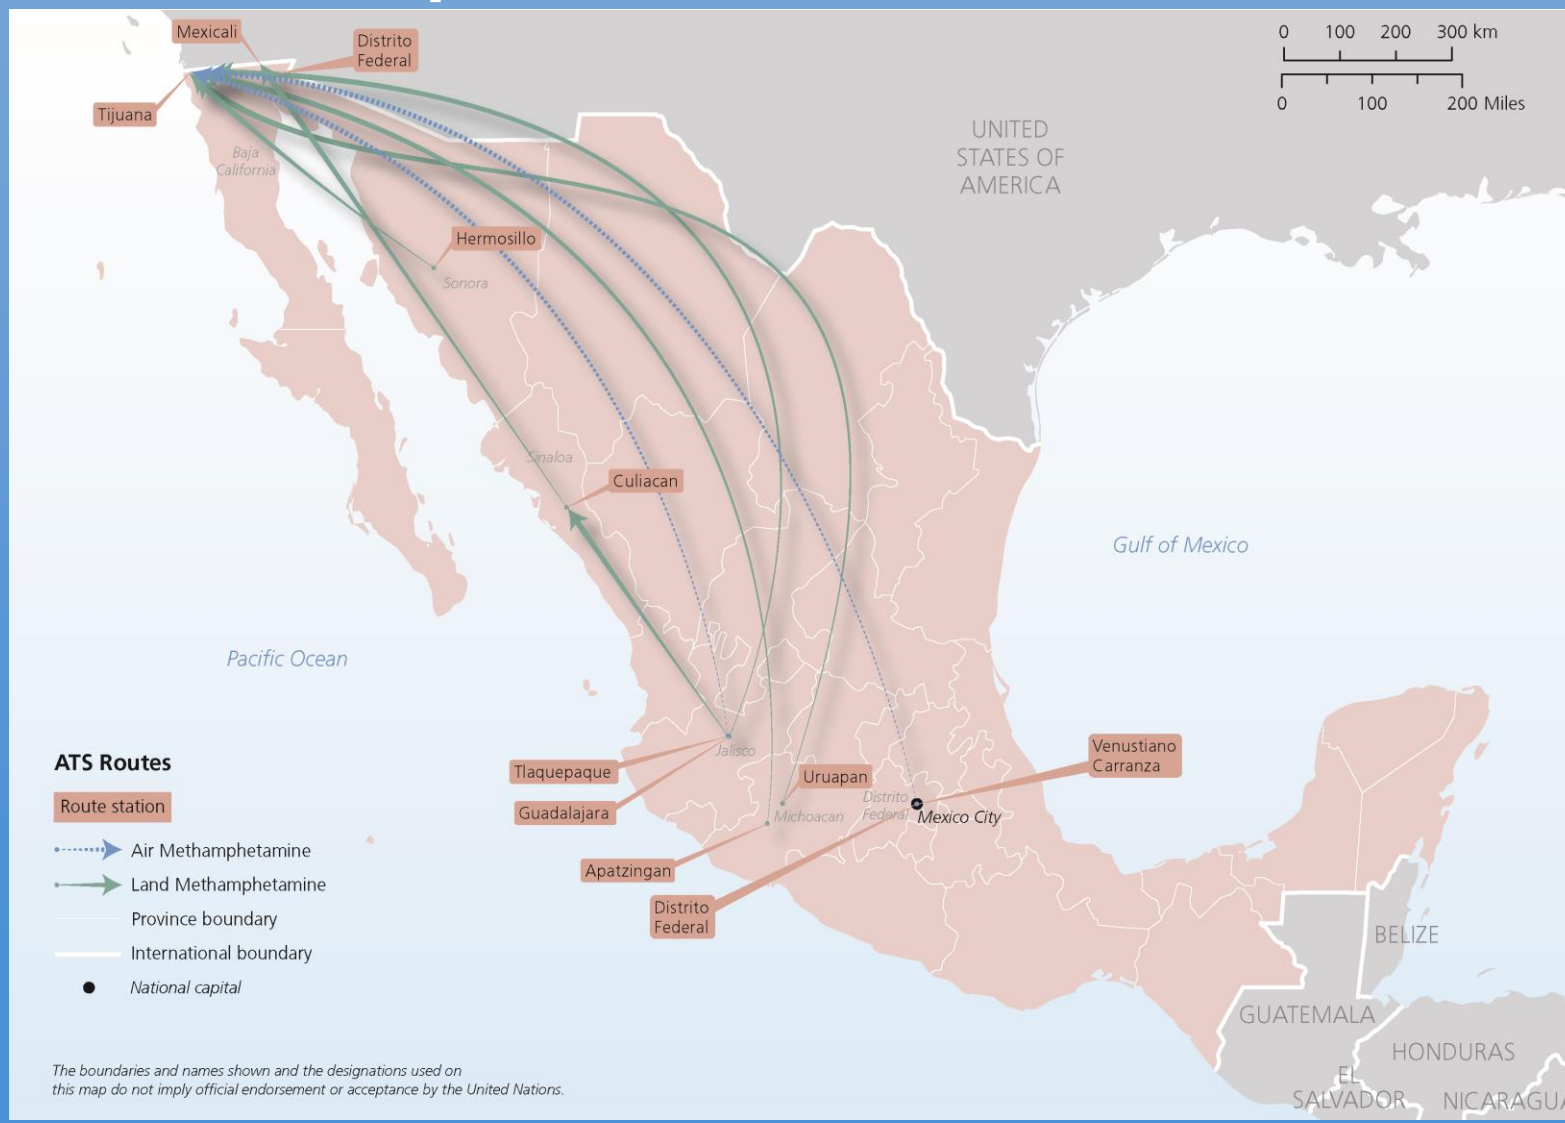 Mexicali
Distrito
Federal
Tijuana
Baja
California
0 100 200 300 km
0 100 200 Miles
UNITED
STATES OF
AMERICA
Hermosillo
Sonora
Sinaloa
Culiacan
Gulf of Mexico
Pacific Ocean
Jalisco
Tlaquepaque
Guadalajara
Uruapan
Michoacan
Apatzingan
Distrito
Federal
Mexico City
Venustiano
Carranza
Distrito
Federal
ATS Routes
Route station
Air Methamphetamine
Land Methamphetamine
Province boundary
International boundary
National capital
BELIZE
GUATEMALA
HONDURAS
EL
SALVADOR
NICARAGUA
The boundaries and names shown and the designations used on
this map do not imply official endorsement or acceptance by the United Nations.